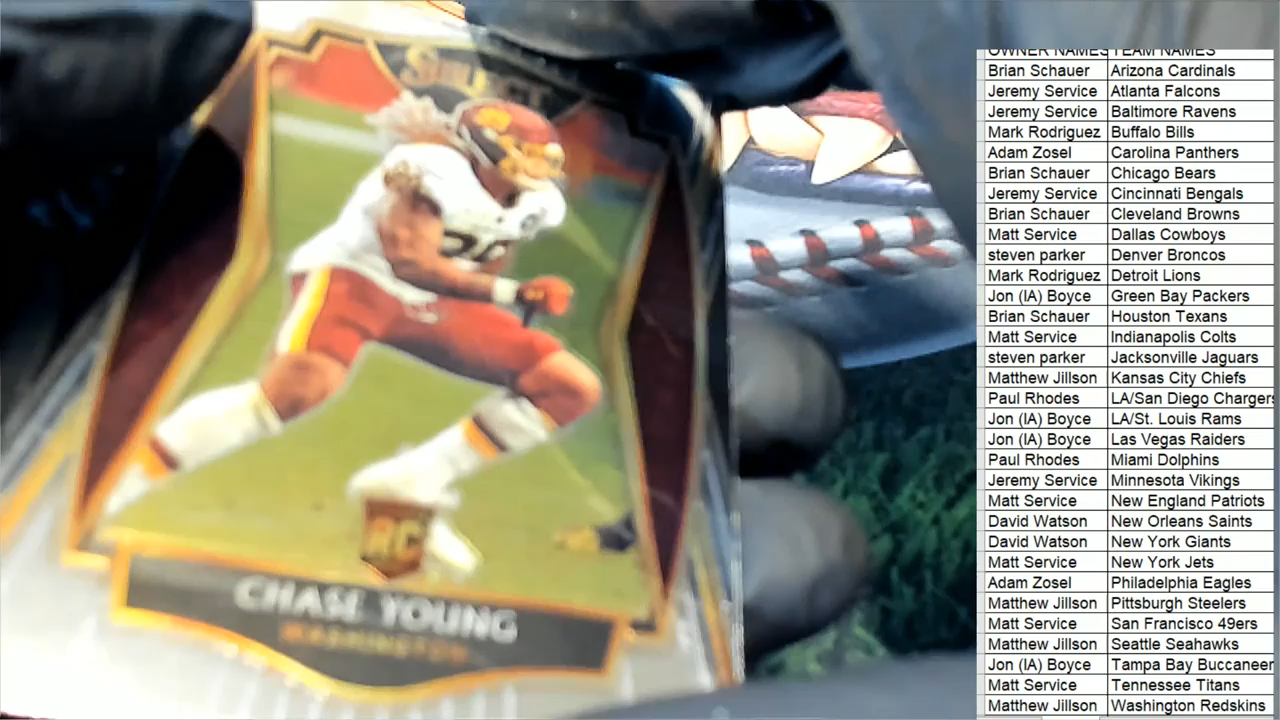 SELECT
RC
CHASE YOUNG
WASHINGTON
OWNER NAMES TEAM NAMES
Brian Schauer Arizona Cardinals
Jeremy Service Atlanta Falcons
Jeremy Service Baltimore Ravens
Mark Rodriguez Buffalo Bills
Adam Zosel Carolina Panthers
Brian Schauer Chicago Bears
Jeremy Service Cincinnati Bengals
Brian Schauer Cleveland Browns
Matt Service Dallas Cowboys
steven parker Denver Broncos
Mark Rodriguez Detroit Lions
Jon (IA) Boyce Green Bay Packers
Brian Schauer Houston Texans
Matt Service Indianapolis Colts
steven parker Jacksonville Jaguars
Matthew Jillson Kansas City Chiefs
Paul Rhodes LA/San Diego Chargers
Jon (IA) Boyce LA/St. Louis Rams
Jon (IA) Boyce Las Vegas Raiders
Paul Rhodes Miami Dolphins
Jeremy Service Minnesota Vikings
Matt Service New England Patriots
David Watson New Orleans Saints
David Watson New York Giants
Matt Service New York Jets
Adam Zosel Philadelphia Eagles
Matthew Jillson Pittsburgh Steelers
Matt Service San Francisco 49ers
Matthew Jillson Seattle Seahawks
Jon (IA) Boyce Tampa Bay Buccaneer
Matt Service Tennessee Titans
Matthew Jillson Washington Redskins